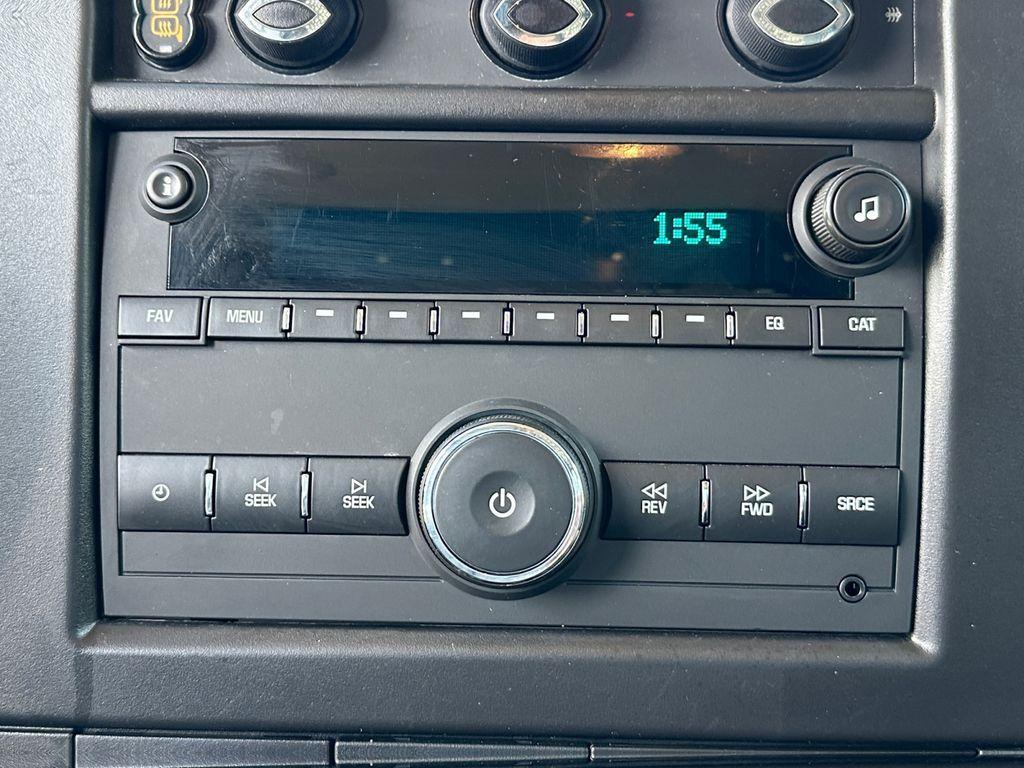 1:55
FAV MENU EQ CAT
SEEK SEEK REV FWD SRCE